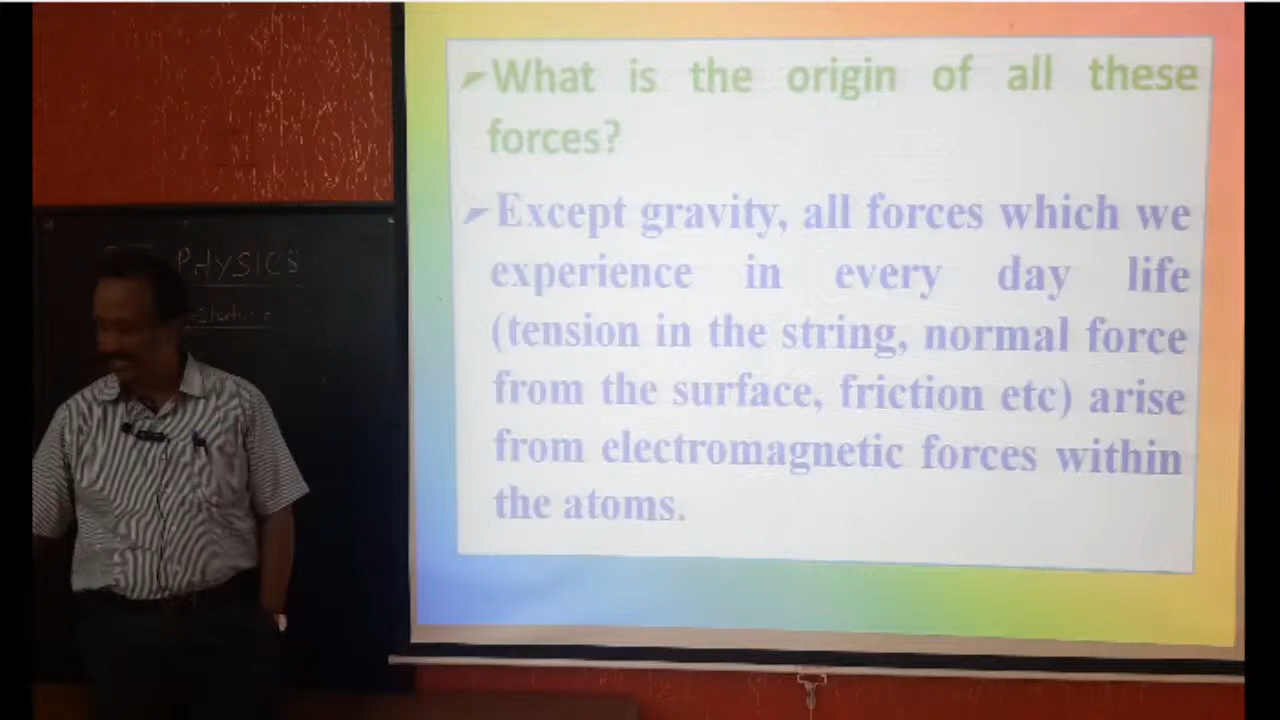 ➢What is the origin of all these
forces?
➢Except gravity, all forces which we
experience in every day life
(tension in the string, normal force
from the surface, friction etc) arise
from electromagnetic forces within
the atoms.
PHYSICS